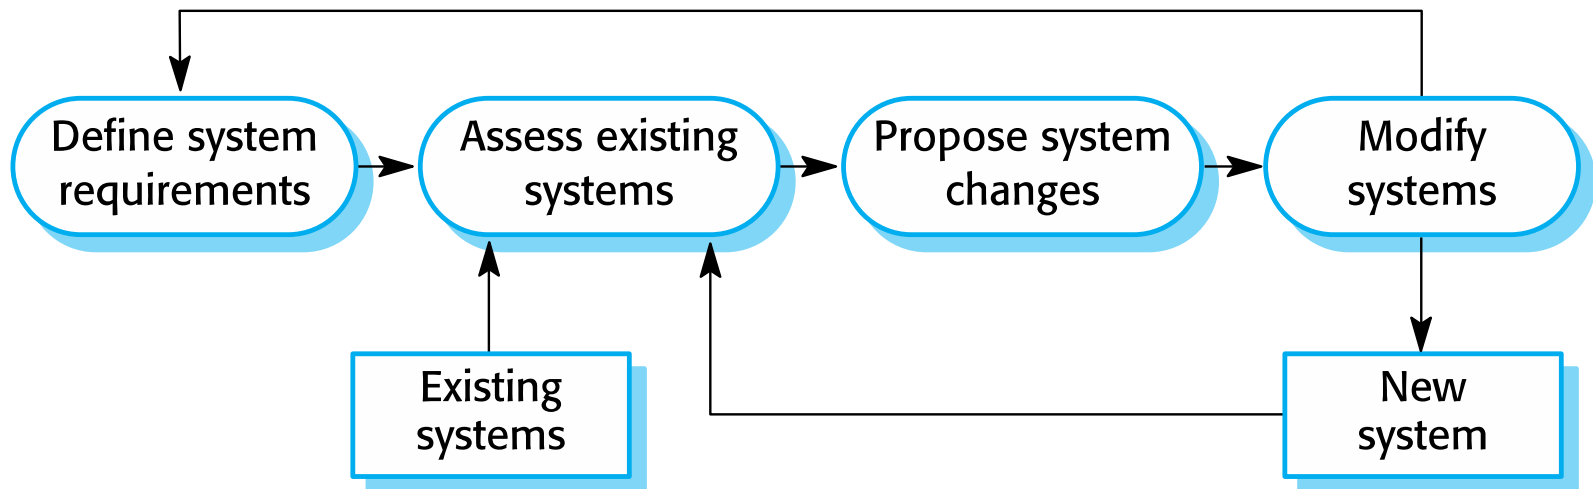 Define system
requirements
Assess existing
systems
Propose system
changes
Modify
systems
Existing
systems
New
system